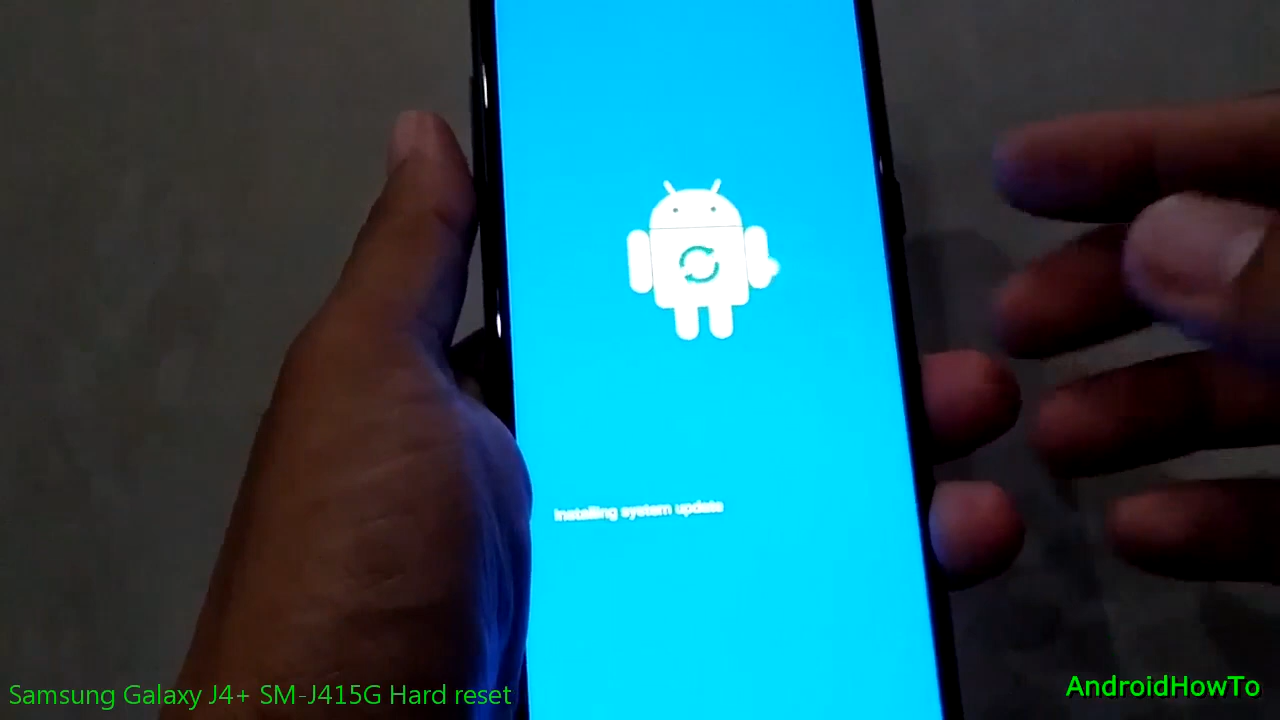 Installing system update
Samsung Galaxy J4+ SM-J415G Hard reset
AndroidHowTo